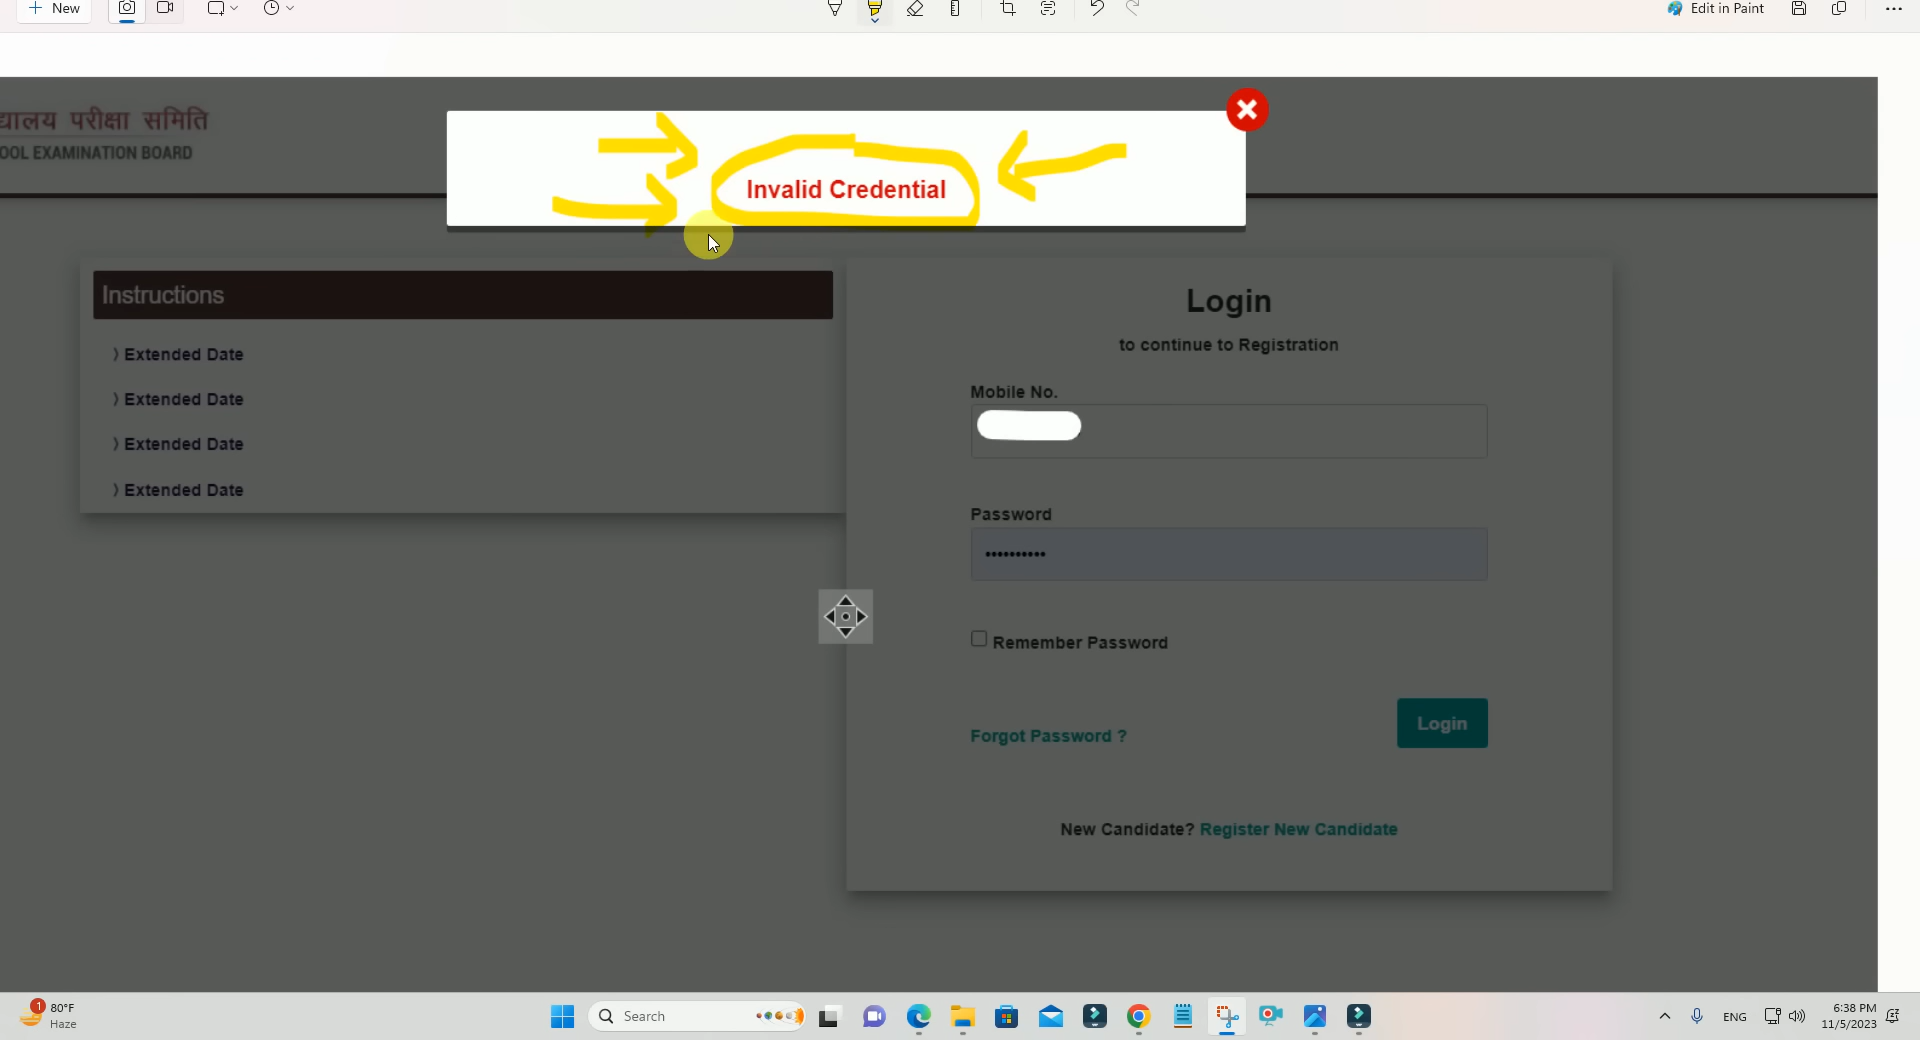 New
Edit in Paint
द्यालय परीक्षा समिति
OOL EXAMINATION BOARD
Invalid Credential
Instructions
Extended Date
Extended Date
Extended Date
Extended Date
Login
to continue to Registration
Mobile No.
Password
Remember Password
Forgot Password ?
Login
New Candidate? Register New Candidate
1
80°F
Haze
Search
ENG
6:38 PM
11/5/2023